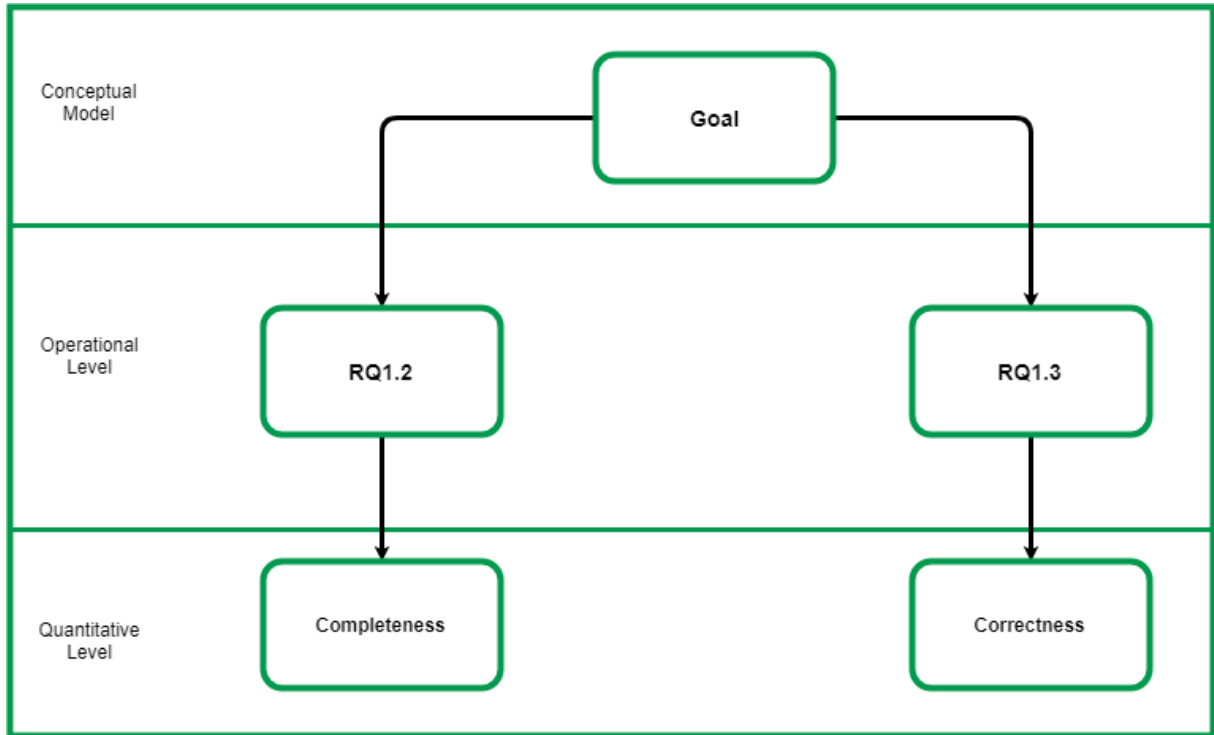 Conceptual
Model
Goal
Operational
Level
RQ1.2
RQ1.3
Quantitative
Level
Completeness
Correctness